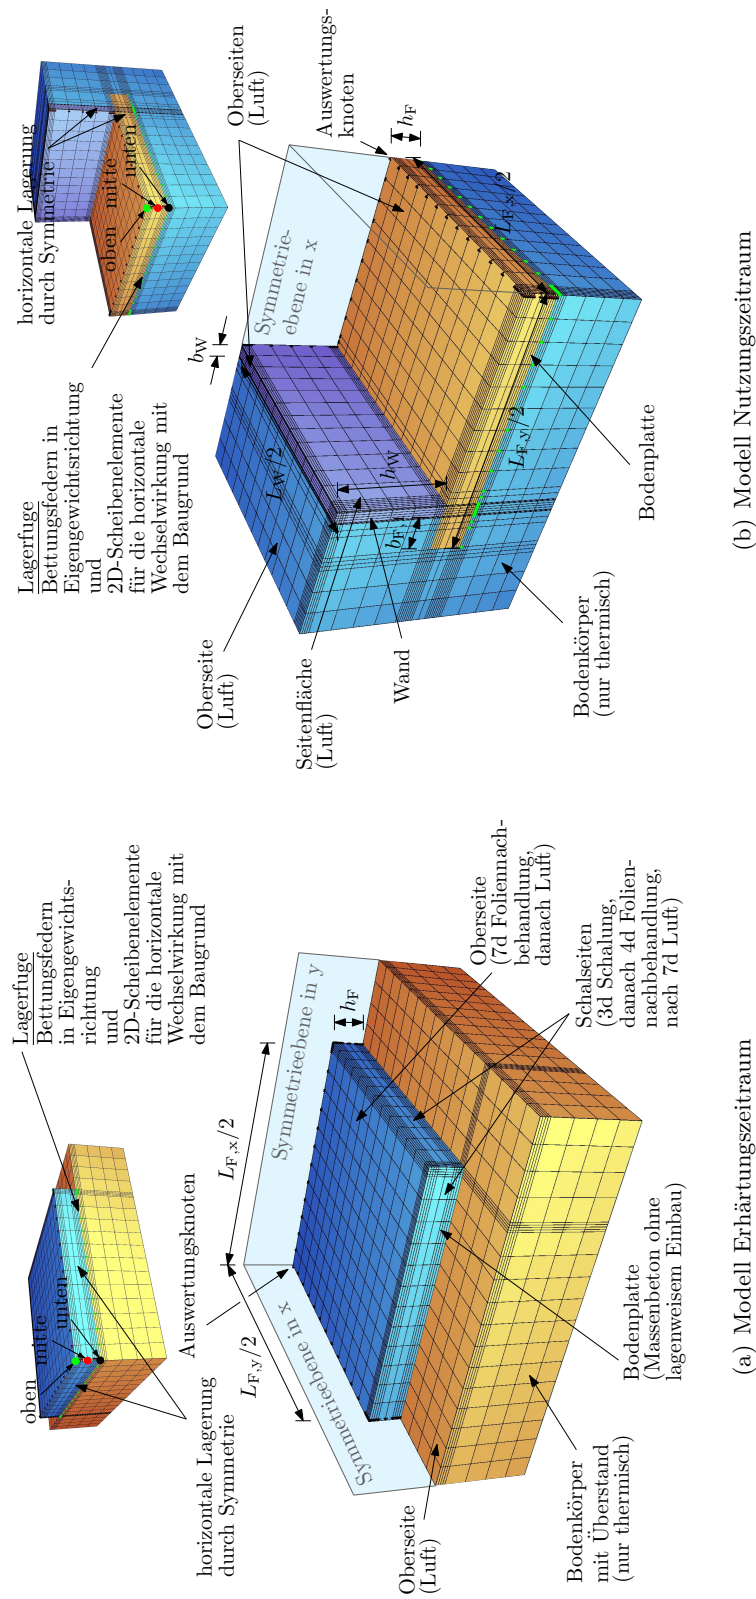 oben
mitte
unten
horizontale Lagerung
durch Symmetrie
Lagerfuge
Bettungsfedern
in Eigengewichts-
richtung
und
2D-Scheibenelemente
für die horizontale
Wechselwirkung mit
dem Baugrund
Auswertungsknoten
L_F,y/2
L_F,x/2
h_F
Symmetrieebene in x
Symmetrieebene in y
Oberseite
(Luft)
Oberseite
(7d Foliennach-
behandlung,
danach Luft)
Schalseiten
(3d Schalung,
danach 4d Folien-
nachbehandlung,
nach 7d Luft)
Bodenkörper
mit Überstand
(nur thermisch)
Bodenplatte
(Massenbeton ohne
lagenweisem Einbau)
(a) Modell Erhärtungszeitraum
Lagerfuge
Bettungsfedern in
Eigengewichtsrichtung
und
2D-Scheibenelemente
für die horizontale
Wechselwirkung mit
dem Baugrund
horizontale Lagerung
durch Symmetrie
oben
mitte
unten
Oberseite
(Luft)
Seitenfläche
(Luft)
Wand
b_W
L_W/2
h_W
b_F
Symmetrie-
ebene in x
Oberseiten
(Luft)
Auswertungs-
knoten
h_F
L_F,x/2
L_F,y/2
Bodenkörper
(nur thermisch)
Bodenplatte
(b) Modell Nutzungszeitraum